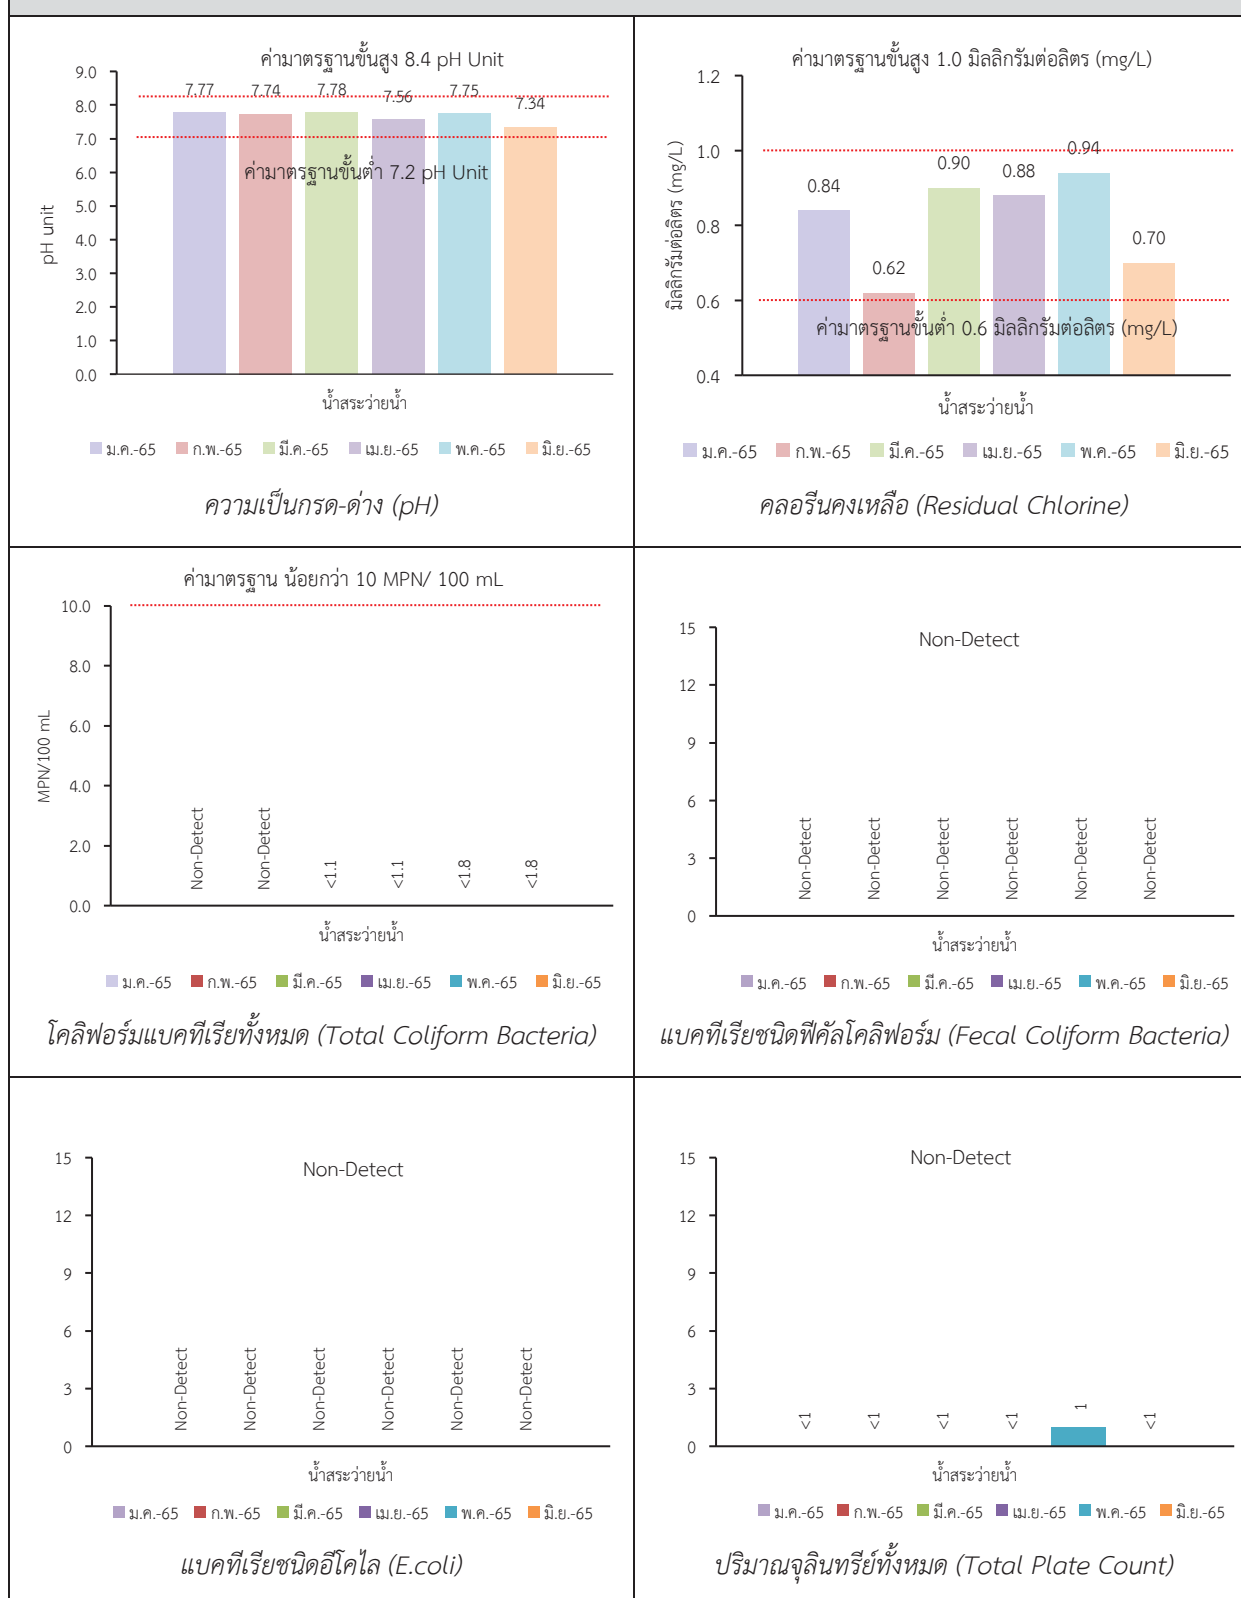 ค่ามาตรฐานขั้นสูง 8.4 pH Unit
9.0
8.0
7.0
6.0
5.0
4.0
3.0
2.0
1.0
0.0
pH unit
7.77 7.74 7.78 7.56 7.75 7.34
ค่ามาตรฐานขั้นต่ำ 7.2 pH Unit
น้ำสระว่ายน้ำ
ม.ค.-65 ก.พ.-65 มี.ค.-65 เม.ย.-65 พ.ค.-65 มิ.ย.-65
ความเป็นกรด-ด่าง (pH)
ค่ามาตรฐานขั้นสูง 1.0 มิลลิกรัมต่อลิตร (mg/L)
1.2
1.0
0.8
0.6
0.4
มิลลิกรัมต่อลิตร (mg/L)
0.84 0.62 0.90 0.88 0.94 0.70
ค่ามาตรฐานขั้นต่ำ 0.6 มิลลิกรัมต่อลิตร (mg/L)
น้ำสระว่ายน้ำ
ม.ค.-65 ก.พ.-65 มี.ค.-65 เม.ย.-65 พ.ค.-65 มิ.ย.-65
คลอรีนคงเหลือ (Residual Chlorine)
ค่ามาตรฐาน น้อยกว่า 10 MPN/ 100 mL
10.0
8.0
6.0
4.0
2.0
0.0
MPN/100 mL
Non-Detect Non-Detect <1.1 <1.1 <1.8 <1.8
น้ำสระว่ายน้ำ
ม.ค.-65 ก.พ.-65 มี.ค.-65 เม.ย.-65 พ.ค.-65 มิ.ย.-65
โคลิฟอร์มแบคทีเรียทั้งหมด (Total Coliform Bacteria)
Non-Detect
15
12
9
6
3
0
Non-Detect Non-Detect Non-Detect Non-Detect Non-Detect Non-Detect
น้ำสระว่ายน้ำ
ม.ค.-65 ก.พ.-65 มี.ค.-65 เม.ย.-65 พ.ค.-65 มิ.ย.-65
แบคทีเรียชนิดฟีคัลโคลิฟอร์ม (Fecal Coliform Bacteria)
Non-Detect
15
12
9
6
3
0
Non-Detect Non-Detect Non-Detect Non-Detect Non-Detect Non-Detect
น้ำสระว่ายน้ำ
ม.ค.-65 ก.พ.-65 มี.ค.-65 เม.ย.-65 พ.ค.-65 มิ.ย.-65
แบคทีเรียชนิดอีโคไล (E.coli)
Non-Detect
15
12
9
6
3
0
<1 <1 <1 <1 1 <1
น้ำสระว่ายน้ำ
ม.ค.-65 ก.พ.-65 มี.ค.-65 เม.ย.-65 พ.ค.-65 มิ.ย.-65
ปริมาณจุลินทรีย์ทั้งหมด (Total Plate Count)